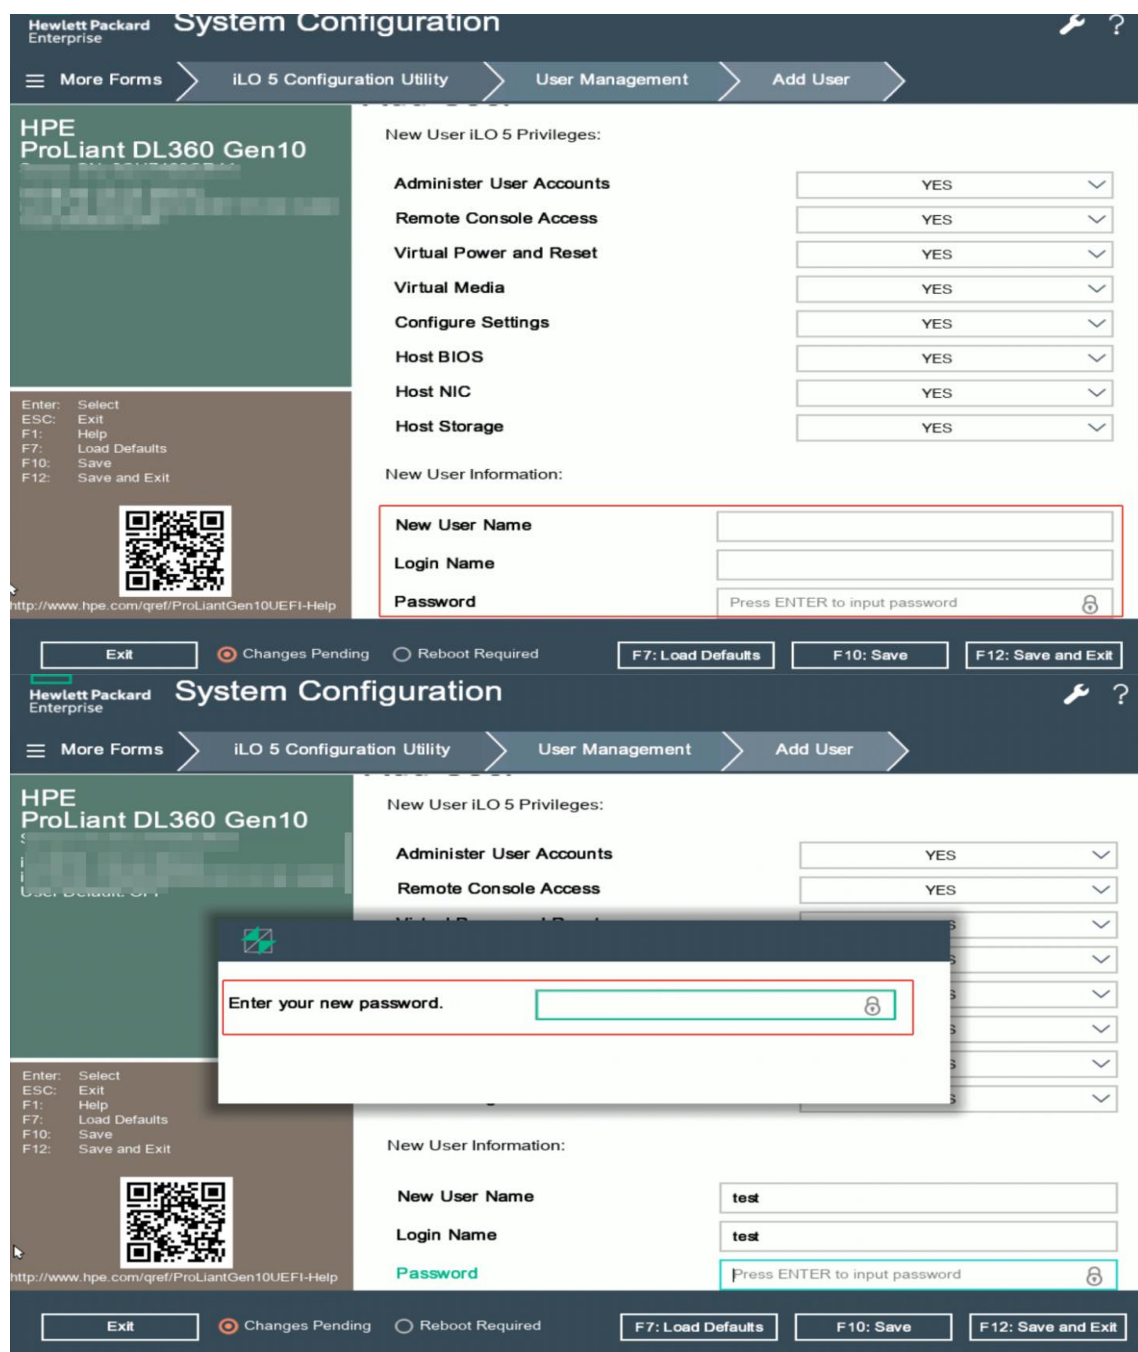 Hewlett Packard
Enterprise
System Configuration
?
More Forms
iLO 5 Configuration Utility
User Management
Add User
HPE
ProLiant DL360 Gen10
New User iLO 5 Privileges:
Administer User Accounts YES
Remote Console Access YES
Virtual Power and Reset YES
Virtual Media YES
Configure Settings YES
Host BIOS YES
Host NIC YES
Host Storage YES
Enter: Select
ESC: Exit
F1: Help
F7: Load Defaults
F10: Save
F12: Save and Exit
New User Information:
New User Name
Login Name
Password Press ENTER to input password
http://www.hpe.com/qref/ProLiantGen10UEFI-Help
Exit
Changes Pending
Reboot Required
F7: Load Defaults
F10: Save
F12: Save and Exit
Hewlett Packard
Enterprise
System Configuration
?
More Forms
iLO 5 Configuration Utility
User Management
Add User
HPE
ProLiant DL360 Gen10
New User iLO 5 Privileges:
Administer User Accounts YES
Remote Console Access YES
Enter your new password.
Enter: Select
ESC: Exit
F1: Help
F7: Load Defaults
F10: Save
F12: Save and Exit
New User Information:
New User Name test
Login Name test
Password Press ENTER to input password
http://www.hpe.com/qref/ProLiantGen10UEFI-Help
Exit
Changes Pending
Reboot Required
F7: Load Defaults
F10: Save
F12: Save and Exit